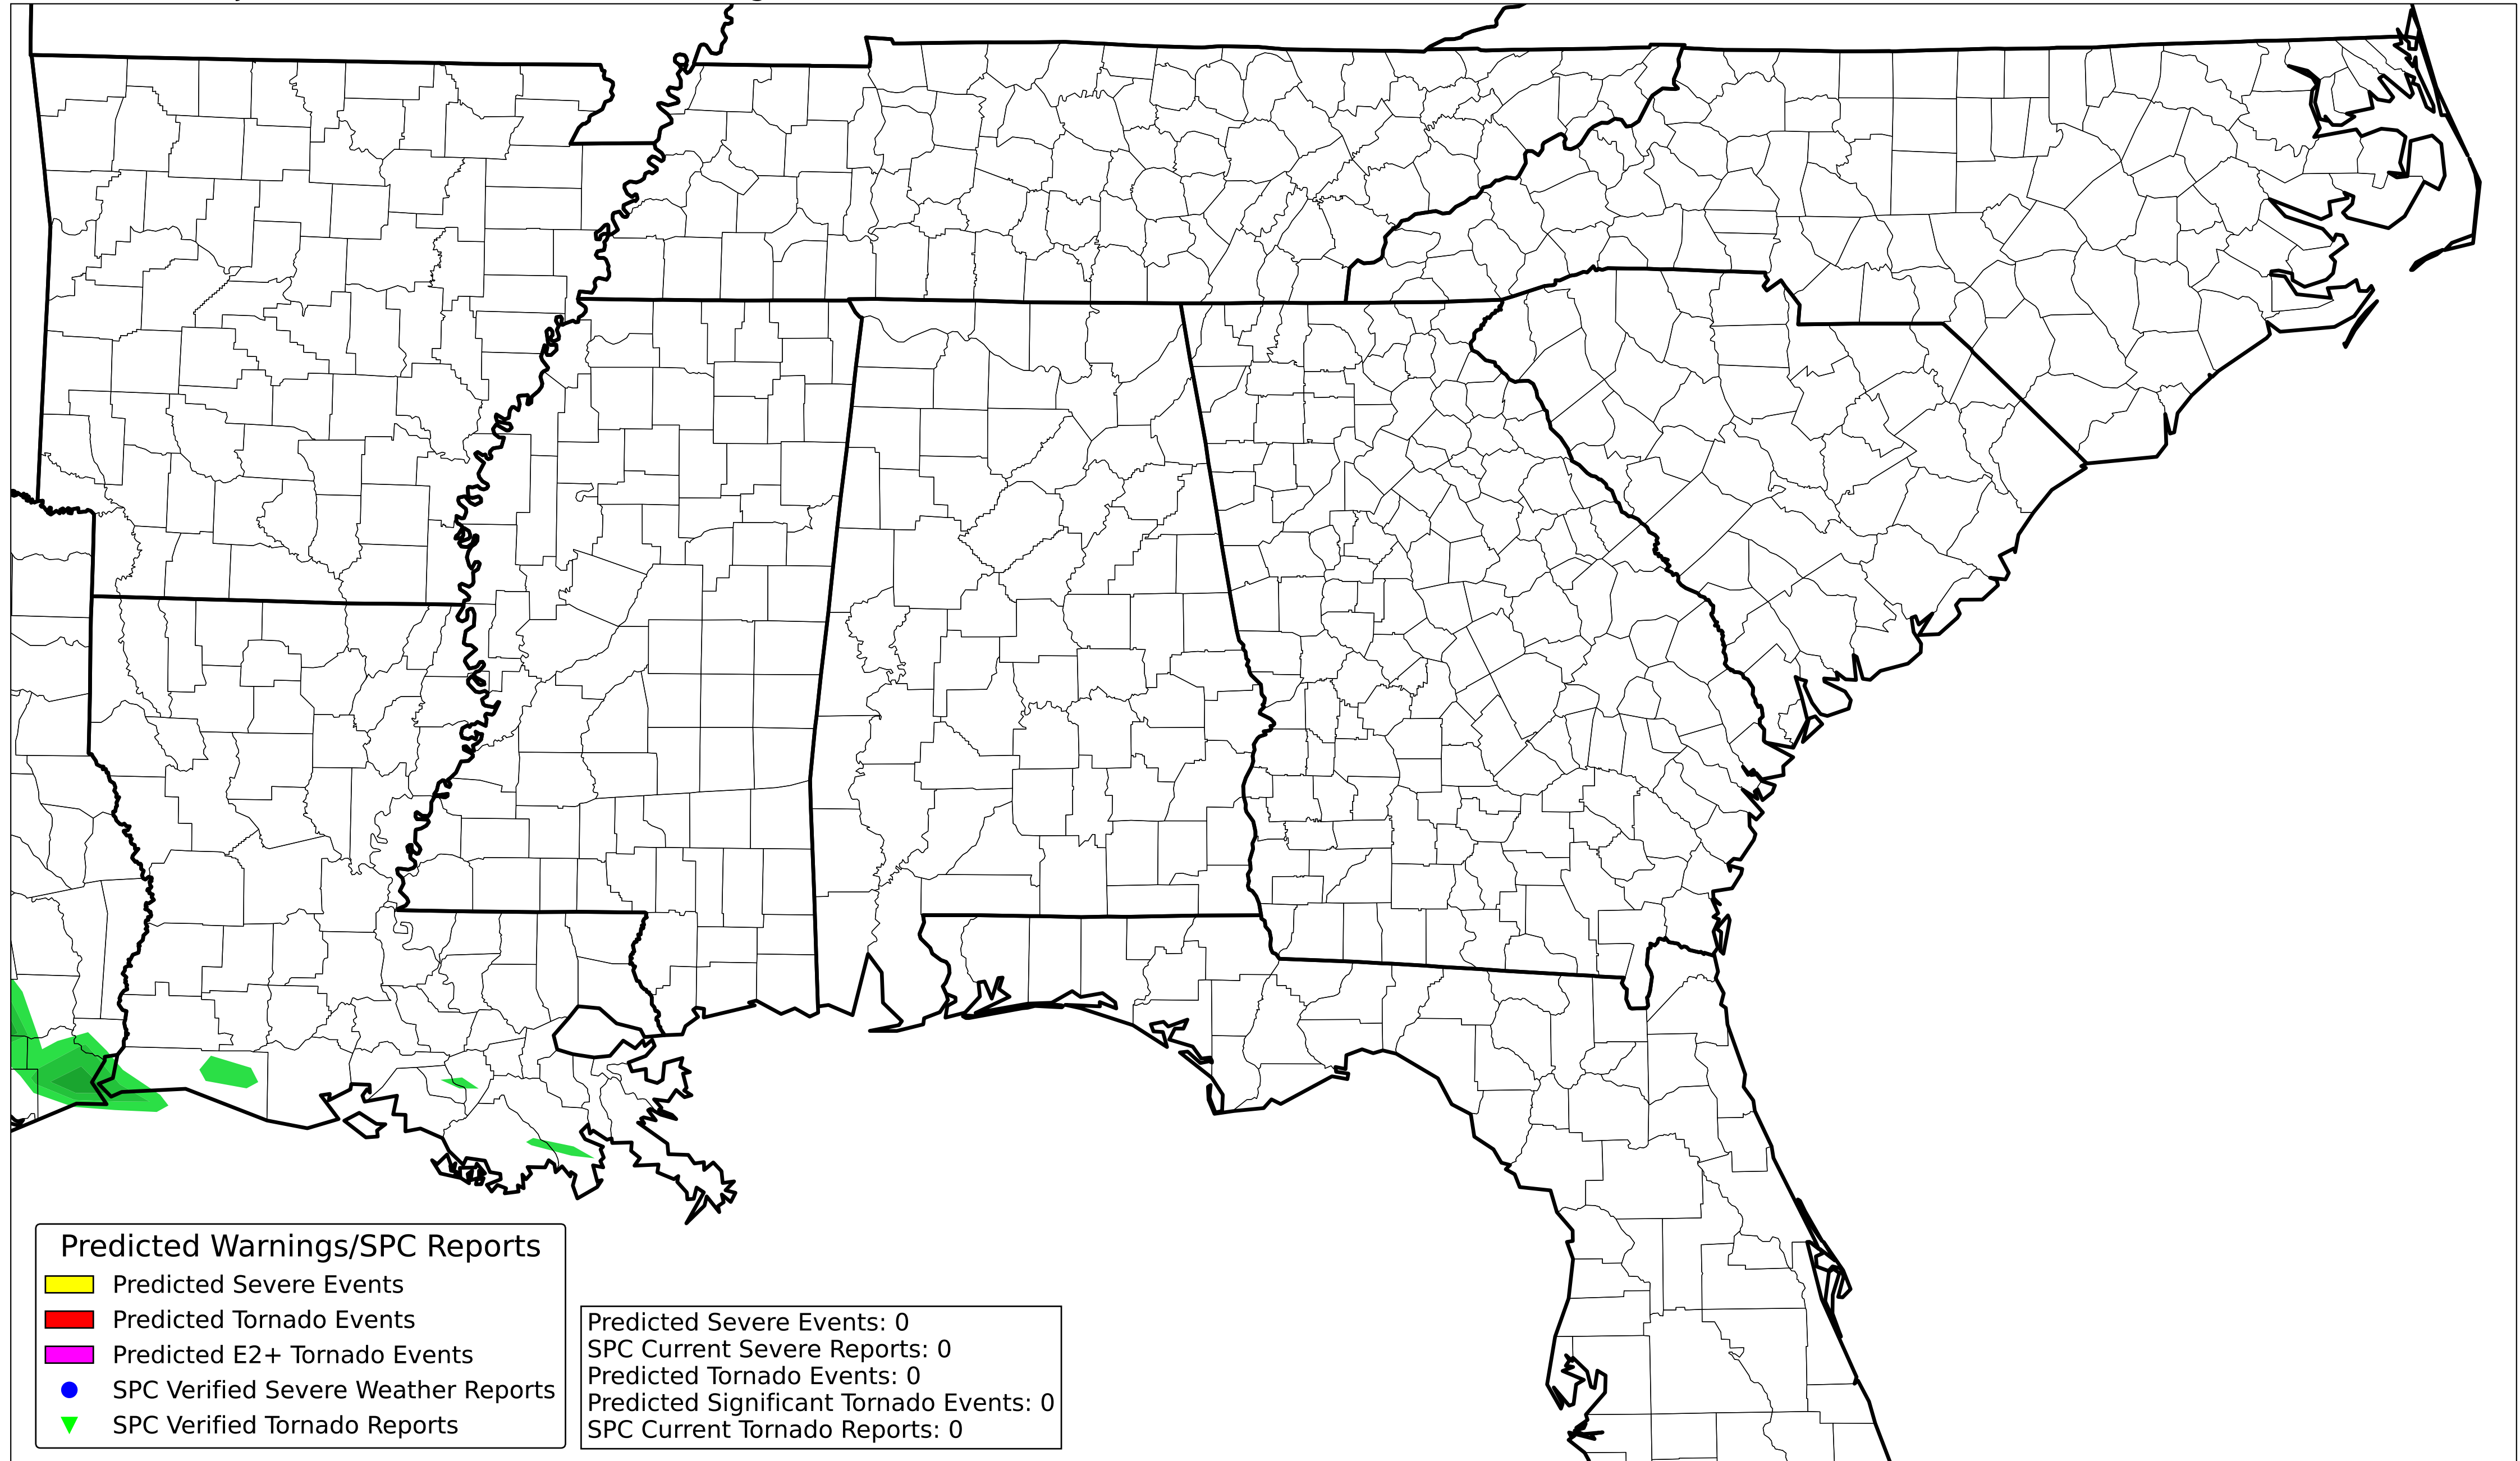 Predicted Warnings/SPC Reports
Predicted Severe Events
Predicted Tornado Events
Predicted E2+ Tornado Events
SPC Verified Severe Weather Reports
SPC Verified Tornado Reports
Predicted Severe Events: 0
SPC Current Severe Reports: 0
Predicted Tornado Events: 0
Predicted Significant Tornado Events: 0
SPC Current Tornado Reports: 0